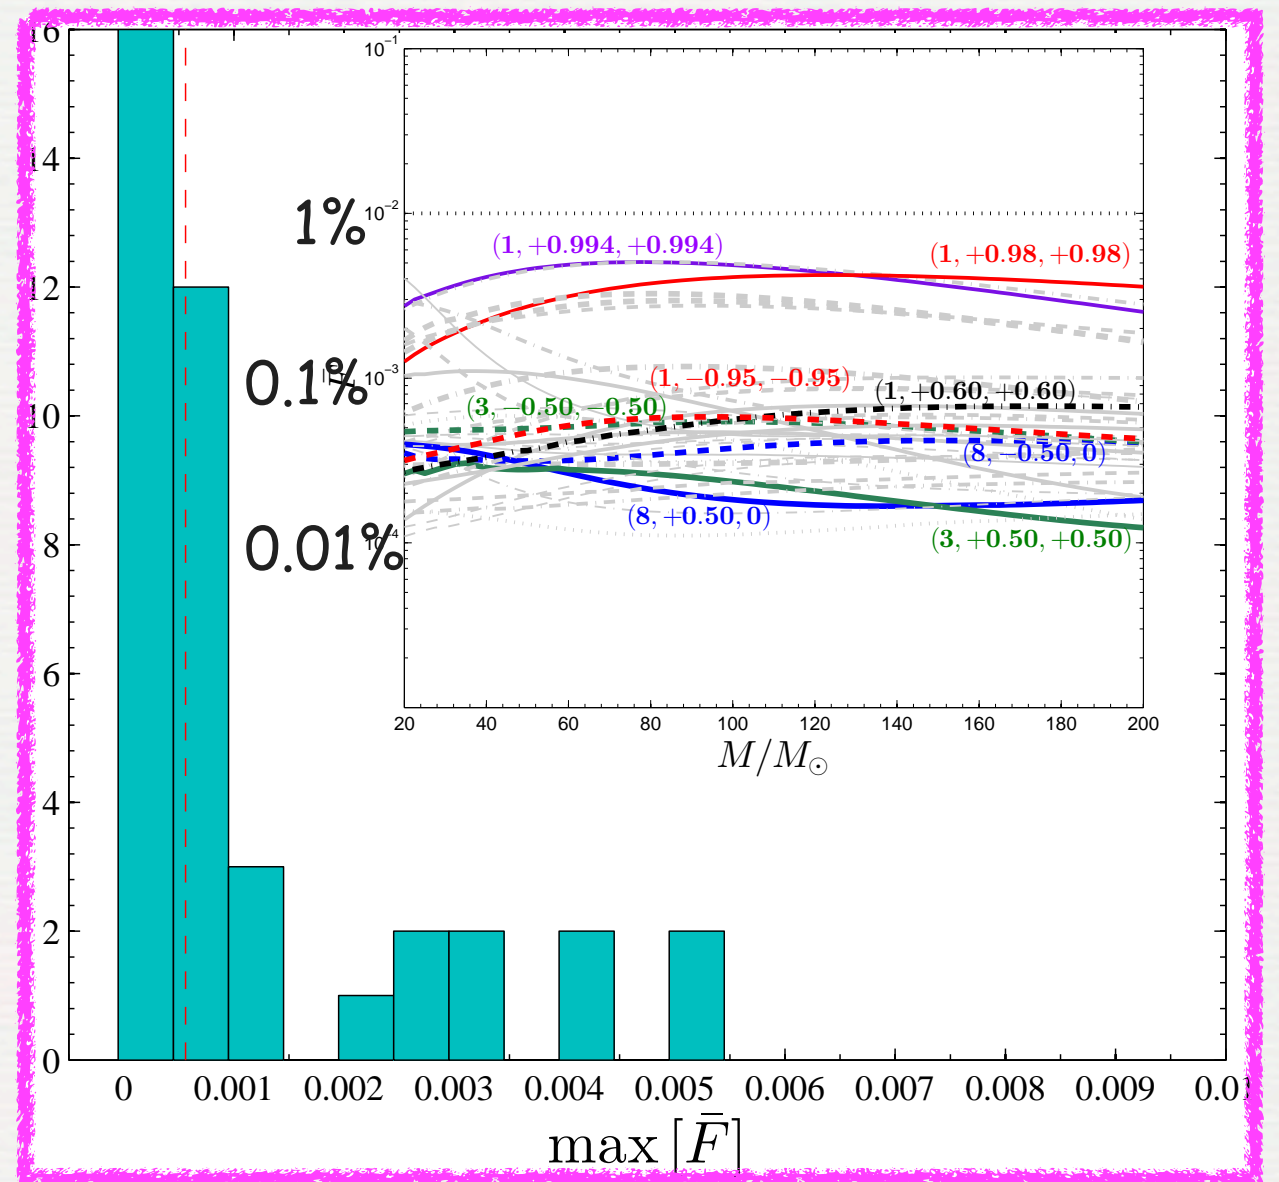 16
14
12
10
8
6
4
2
0
0 0.001 0.002 0.003 0.004 0.005 0.006 0.007 0.008 0.009
max [F̄]
1%
0.1%
0.01%
10⁻¹
10⁻²
10⁻³
(1, +0.994, +0.994)
(1, +0.98, +0.98)
(1, −0.95, −0.95)
(1, +0.60, +0.60)
(3, −0.50, −0.50)
(8, −0.50, 0)
(8, +0.50, 0)
(3, +0.50, +0.50)
20 40 60 80 100 120 140 160 180 200
M/M⊙